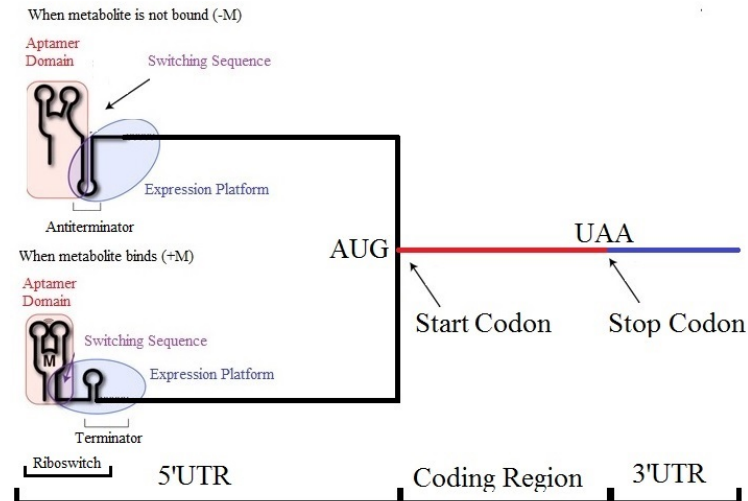 When metabolite is not bound (-M)
Aptamer
Domain
Switching Sequence
Expression Platform
Antiterminator
When metabolite binds (+M)
Aptamer
Domain
Switching Sequence
M
Expression Platform
Terminator
Riboswitch
AUG
UAA
Start Codon
Stop Codon
5'UTR
Coding Region
3'UTR